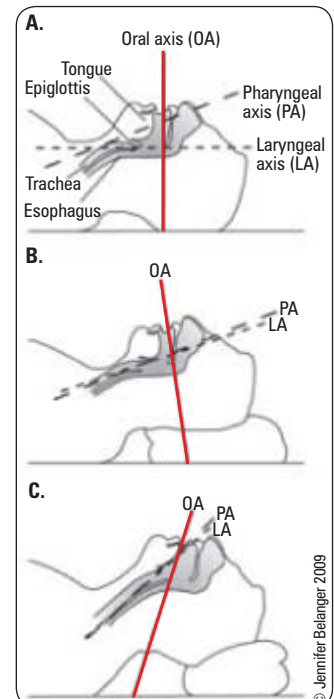 A.
Oral axis (OA)
Tongue
Epiglottis
Pharyngeal
axis (PA)
Laryngeal
axis (LA)
Trachea
Esophagus
B.
OA
PA
LA
C.
OA
PA
LA
© Jennifer Belanger 2009